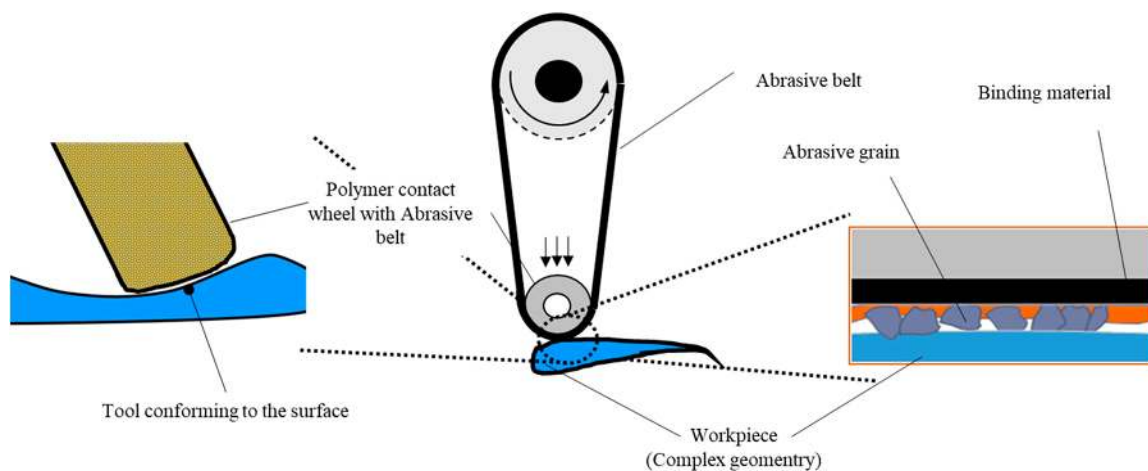 Abrasive belt
Binding material
Abrasive grain
Polymer contact
wheel with Abrasive
belt
Tool conforming to the surface
Workpiece
(Complex geomentry)